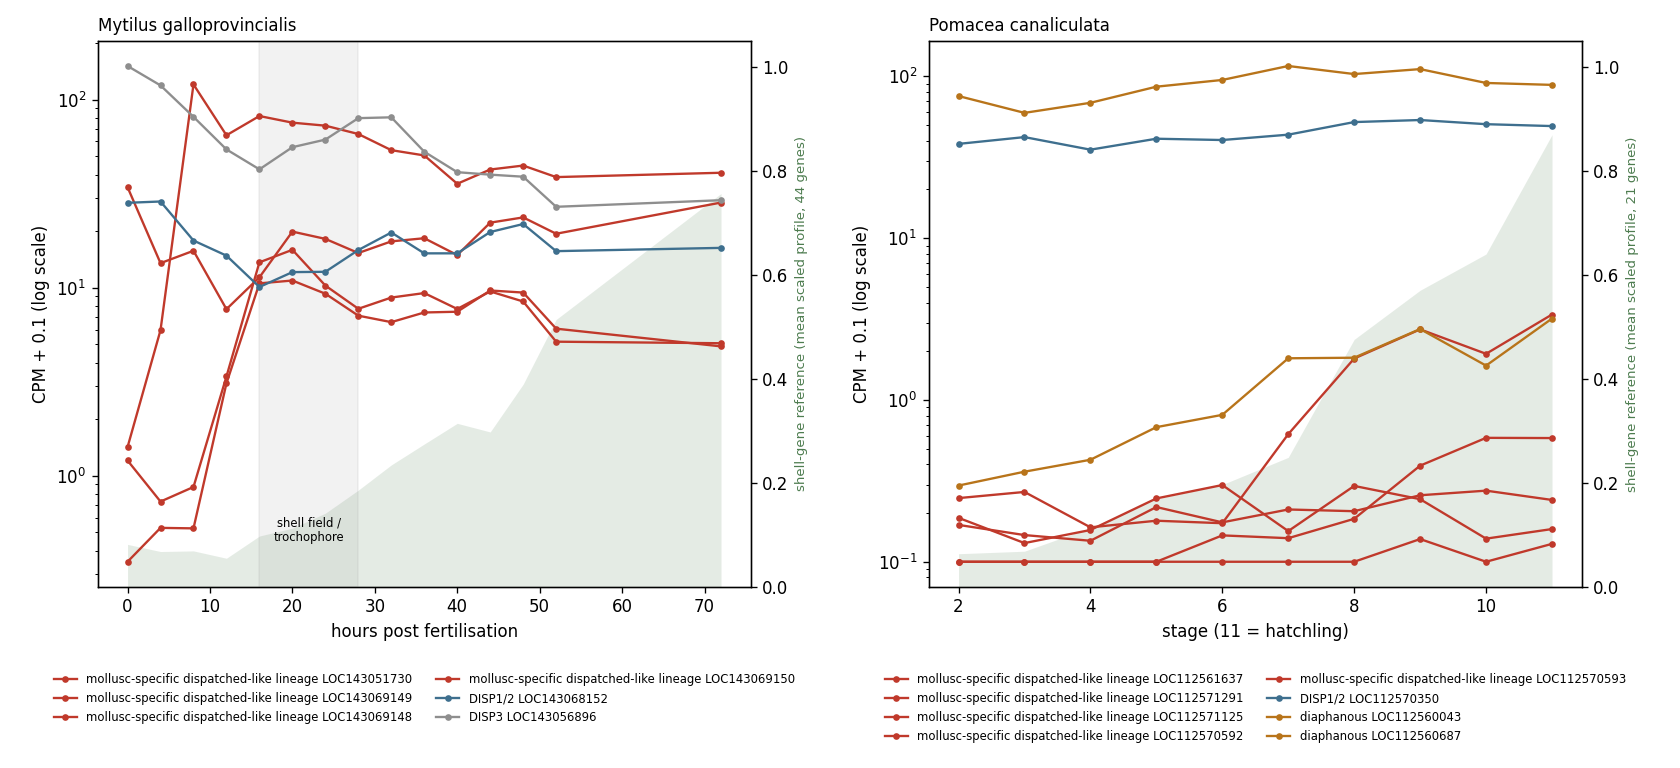 Mytilus galloprovincialis
Pomacea canaliculata
CPM + 0.1 (log scale)
10²
10¹
10⁰
shell field /
trochophore
0 10 20 30 40 50 60 70
hours post fertilisation
1.0
0.8
0.6
0.4
0.2
0.0
shell-gene reference (mean scaled profile, 44 genes)
CPM + 0.1 (log scale)
10²
10¹
10⁰
10⁻¹
2 4 6 8 10
stage (11 = hatchling)
1.0
0.8
0.6
0.4
0.2
0.0
shell-gene reference (mean scaled profile, 21 genes)
mollusc-specific dispatched-like lineage LOC143051730
mollusc-specific dispatched-like lineage LOC143069149
mollusc-specific dispatched-like lineage LOC143069148
mollusc-specific dispatched-like lineage LOC143069150
DISP1/2 LOC143068152
DISP3 LOC143056896
mollusc-specific dispatched-like lineage LOC112561637
mollusc-specific dispatched-like lineage LOC112571291
mollusc-specific dispatched-like lineage LOC112571125
mollusc-specific dispatched-like lineage LOC112570592
mollusc-specific dispatched-like lineage LOC112570593
DISP1/2 LOC112570350
diaphanous LOC112560043
diaphanous LOC112560687